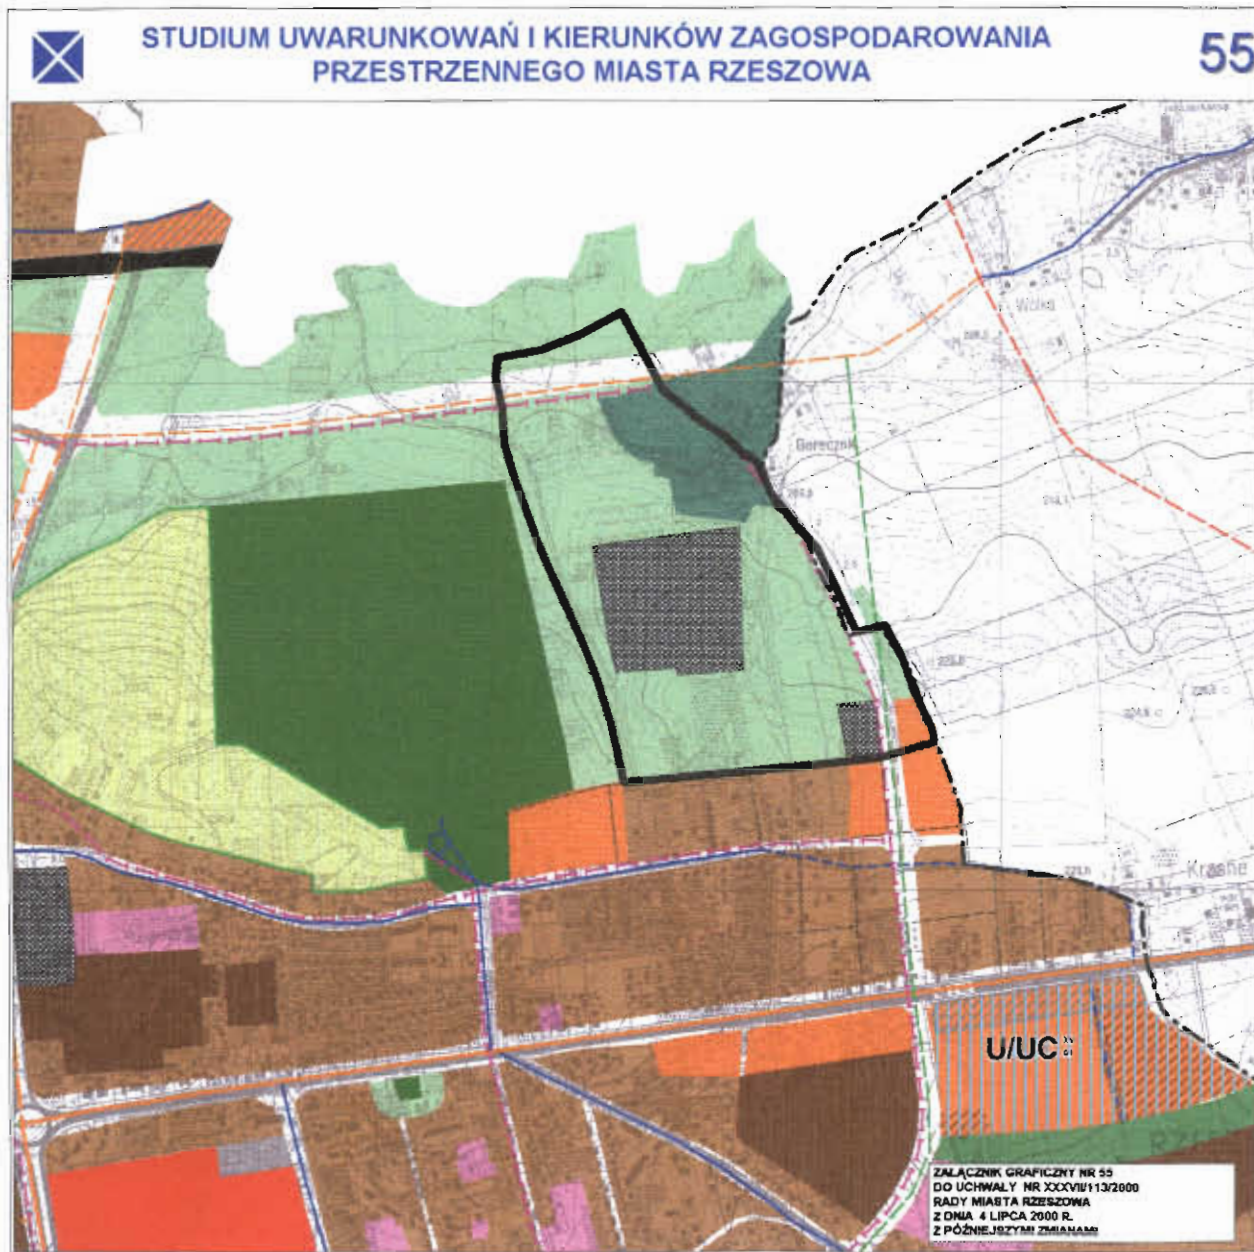 STUDIUM UWARUNKOWAŃ I KIERUNKÓW ZAGOSPODAROWANIA
PRZESTRZENNEGO MIASTA RZESZOWA
55
Wólka
Krasne
U/UC
ZAŁĄCZNIK GRAFICZNY NR 55
DO UCHWAŁY NR XXXVII/113/2000
RADY MIASTA RZESZOWA
Z DNIA 4 LIPCA 2000 R.
Z PÓŹNIEJSZYMI ZMIANAMI